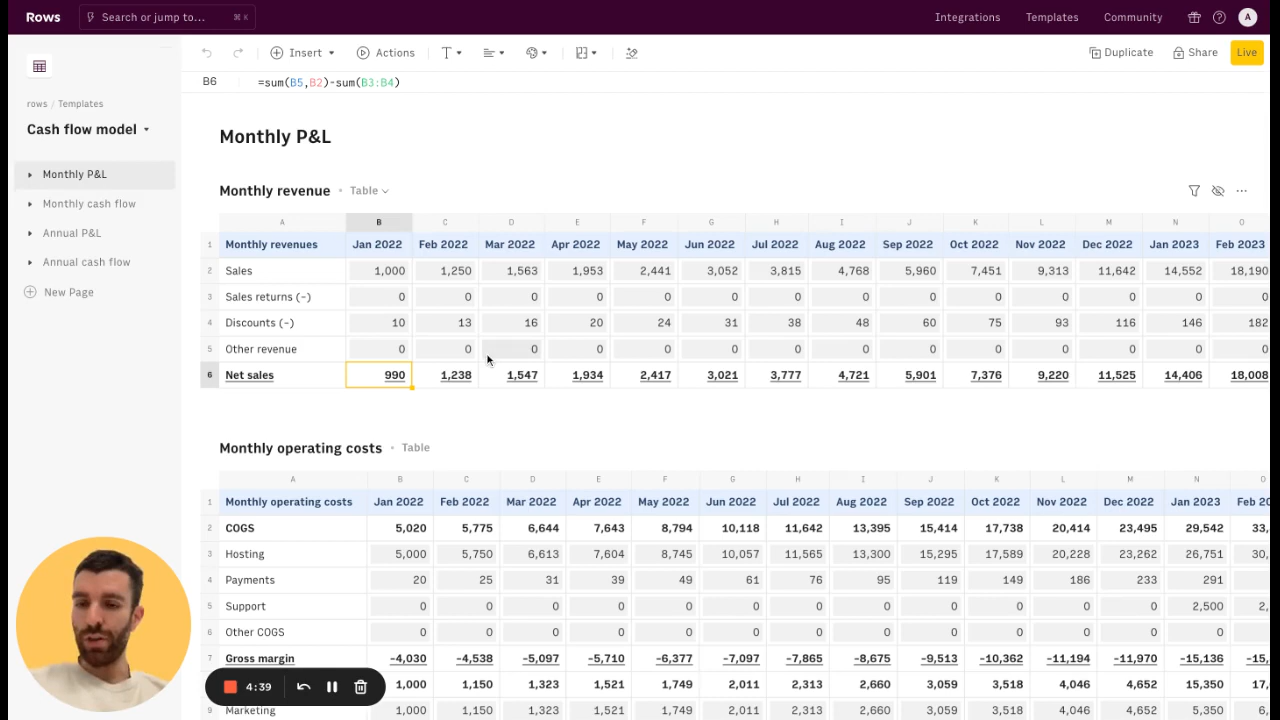 Rows Search or jump to... ⌘ K Integrations Templates Community A
Insert Actions T Duplicate Share Live
B6 =sum(B5,B2)-sum(B3:B4)
rows / Templates
Cash flow model
Monthly P&L
Monthly cash flow
Annual P&L
Annual cash flow
New Page
Monthly P&L
Monthly revenue • Table
A B C D E F G H I J K L M N O
1 Monthly revenues Jan 2022 Feb 2022 Mar 2022 Apr 2022 May 2022 Jun 2022 Jul 2022 Aug 2022 Sep 2022 Oct 2022 Nov 2022 Dec 2022 Jan 2023 Feb 2023
2 Sales 1,000 1,250 1,563 1,953 2,441 3,052 3,815 4,768 5,960 7,451 9,313 11,642 14,552 18,190
3 Sales returns (-) 0 0 0 0 0 0 0 0 0 0 0 0 0 0
4 Discounts (-) 10 13 16 20 24 31 38 48 60 75 93 116 146 182
5 Other revenue 0 0 0 0 0 0 0 0 0 0 0 0 0 0
6 Net sales 990 1,238 1,547 1,934 2,417 3,021 3,777 4,721 5,901 7,376 9,220 11,525 14,406 18,008
Monthly operating costs • Table
A B C D E F G H I J K L M N O
1 Monthly operating costs Jan 2022 Feb 2022 Mar 2022 Apr 2022 May 2022 Jun 2022 Jul 2022 Aug 2022 Sep 2022 Oct 2022 Nov 2022 Dec 2022 Jan 2023 Feb 20
2 COGS 5,020 5,775 6,644 7,643 8,794 10,118 11,642 13,395 15,414 17,738 20,414 23,495 29,542 33,
3 Hosting 5,000 5,750 6,613 7,604 8,745 10,057 11,565 13,300 15,295 17,589 20,228 23,262 26,751 30,
4 Payments 20 25 31 39 49 61 76 95 119 149 186 233 291
5 Support 0 0 0 0 0 0 0 0 0 0 0 0 2,500 2,
6 Other COGS 0 0 0 0 0 0 0 0 0 0 0 0 0
7 Gross margin -4,030 -4,538 -5,097 -5,710 -6,377 -7,097 -7,865 -8,675 -9,513 -10,362 -11,194 -11,970 -15,136 -15,
4:39 1,000 1,150 1,323 1,521 1,749 2,011 2,313 2,660 3,059 3,518 4,046 4,652 15,350 17,
9 Marketing 1,000 1,150 1,323 1,521 1,749 2,011 2,313 2,660 3,059 3,518 4,046 4,652 5,350 6,